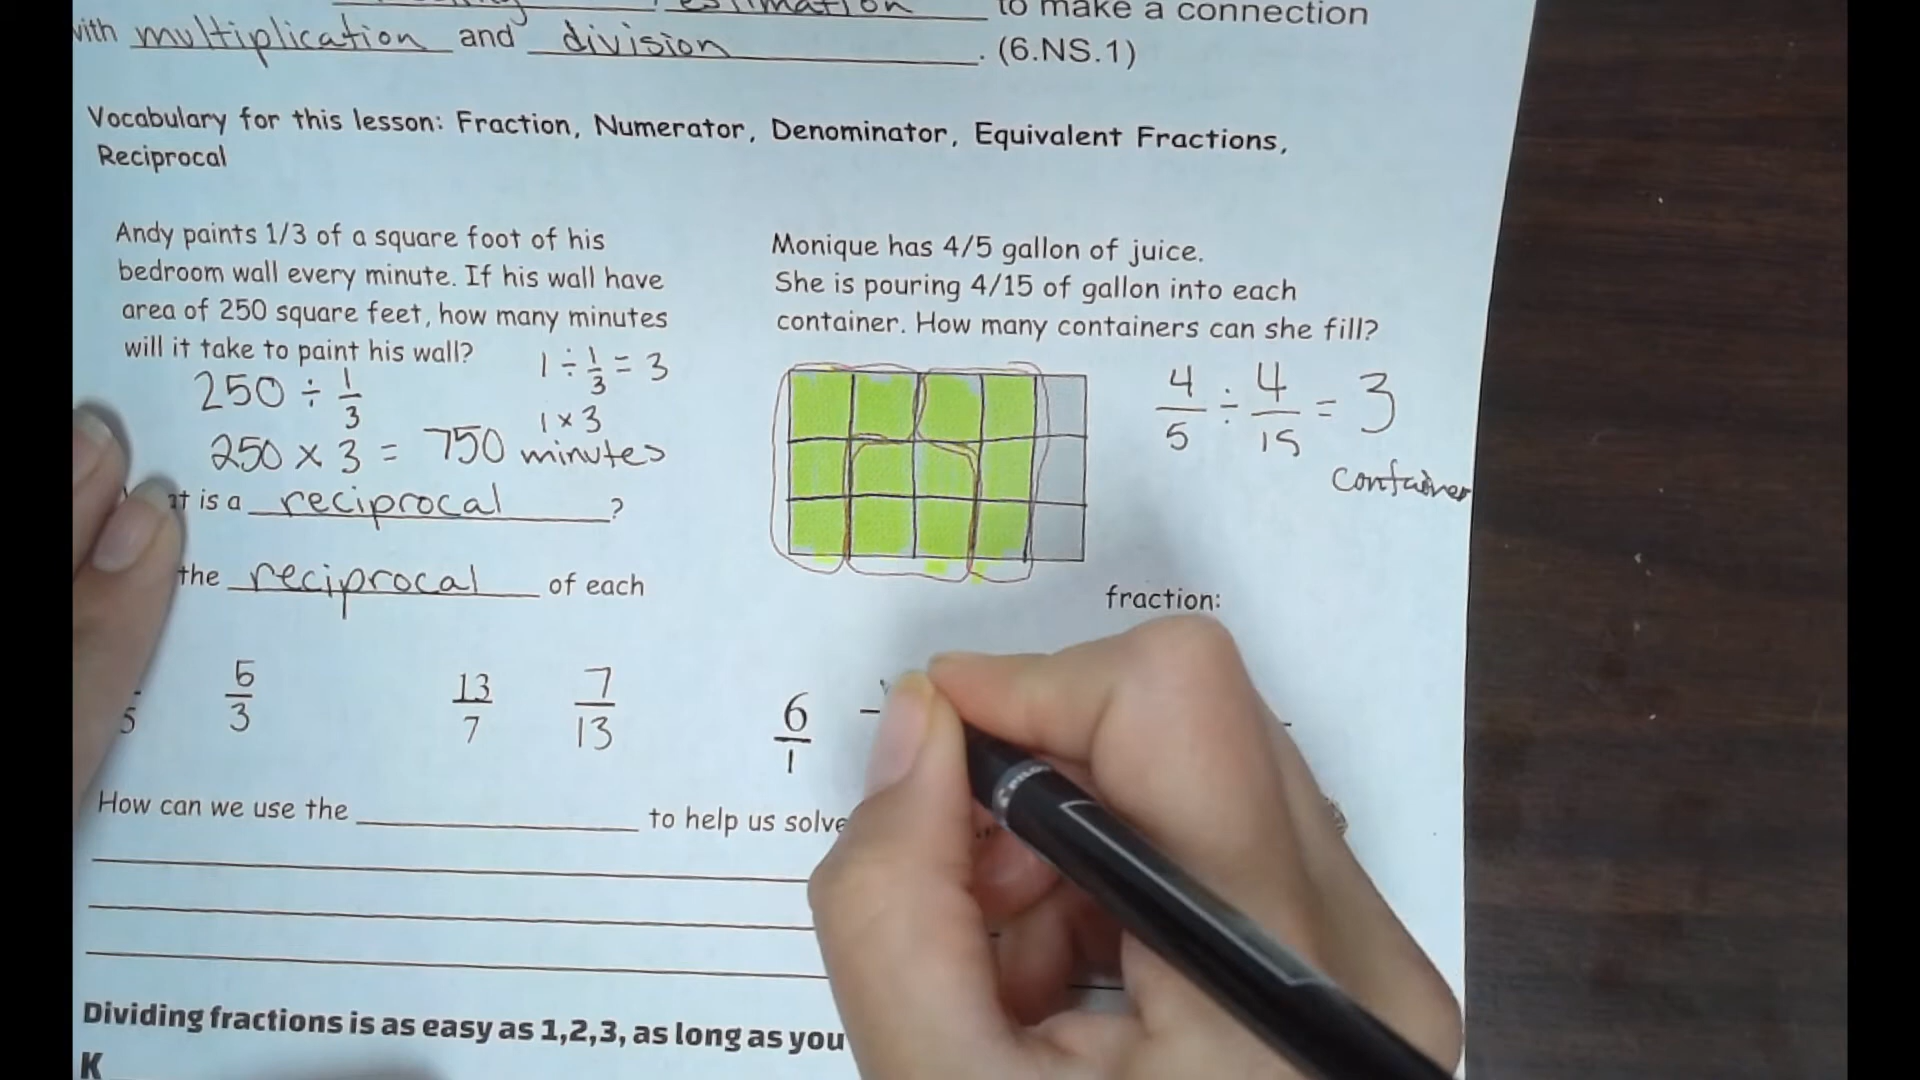 estimation to make a connection
with multiplication and division. (6.NS.1)
Vocabulary for this lesson: Fraction, Numerator, Denominator, Equivalent Fractions,
Reciprocal
Andy paints 1/3 of a square foot of his
bedroom wall every minute. If his wall have
area of 250 square feet, how many minutes
will it take to paint his wall?
1 ÷ 1/3 = 3
250 ÷ 1/3
1 x 3
250 x 3 = 750 minutes
is a reciprocal?
the reciprocal of each
Monique has 4/5 gallon of juice.
She is pouring 4/15 of gallon into each
container. How many containers can she fill?
4/5 ÷ 4/15 = 3
container
fraction:
5 5/3 13/7 7/13 6/1
How can we use the ______ to help us solve
Dividing fractions is as easy as 1,2,3, as long as you
K